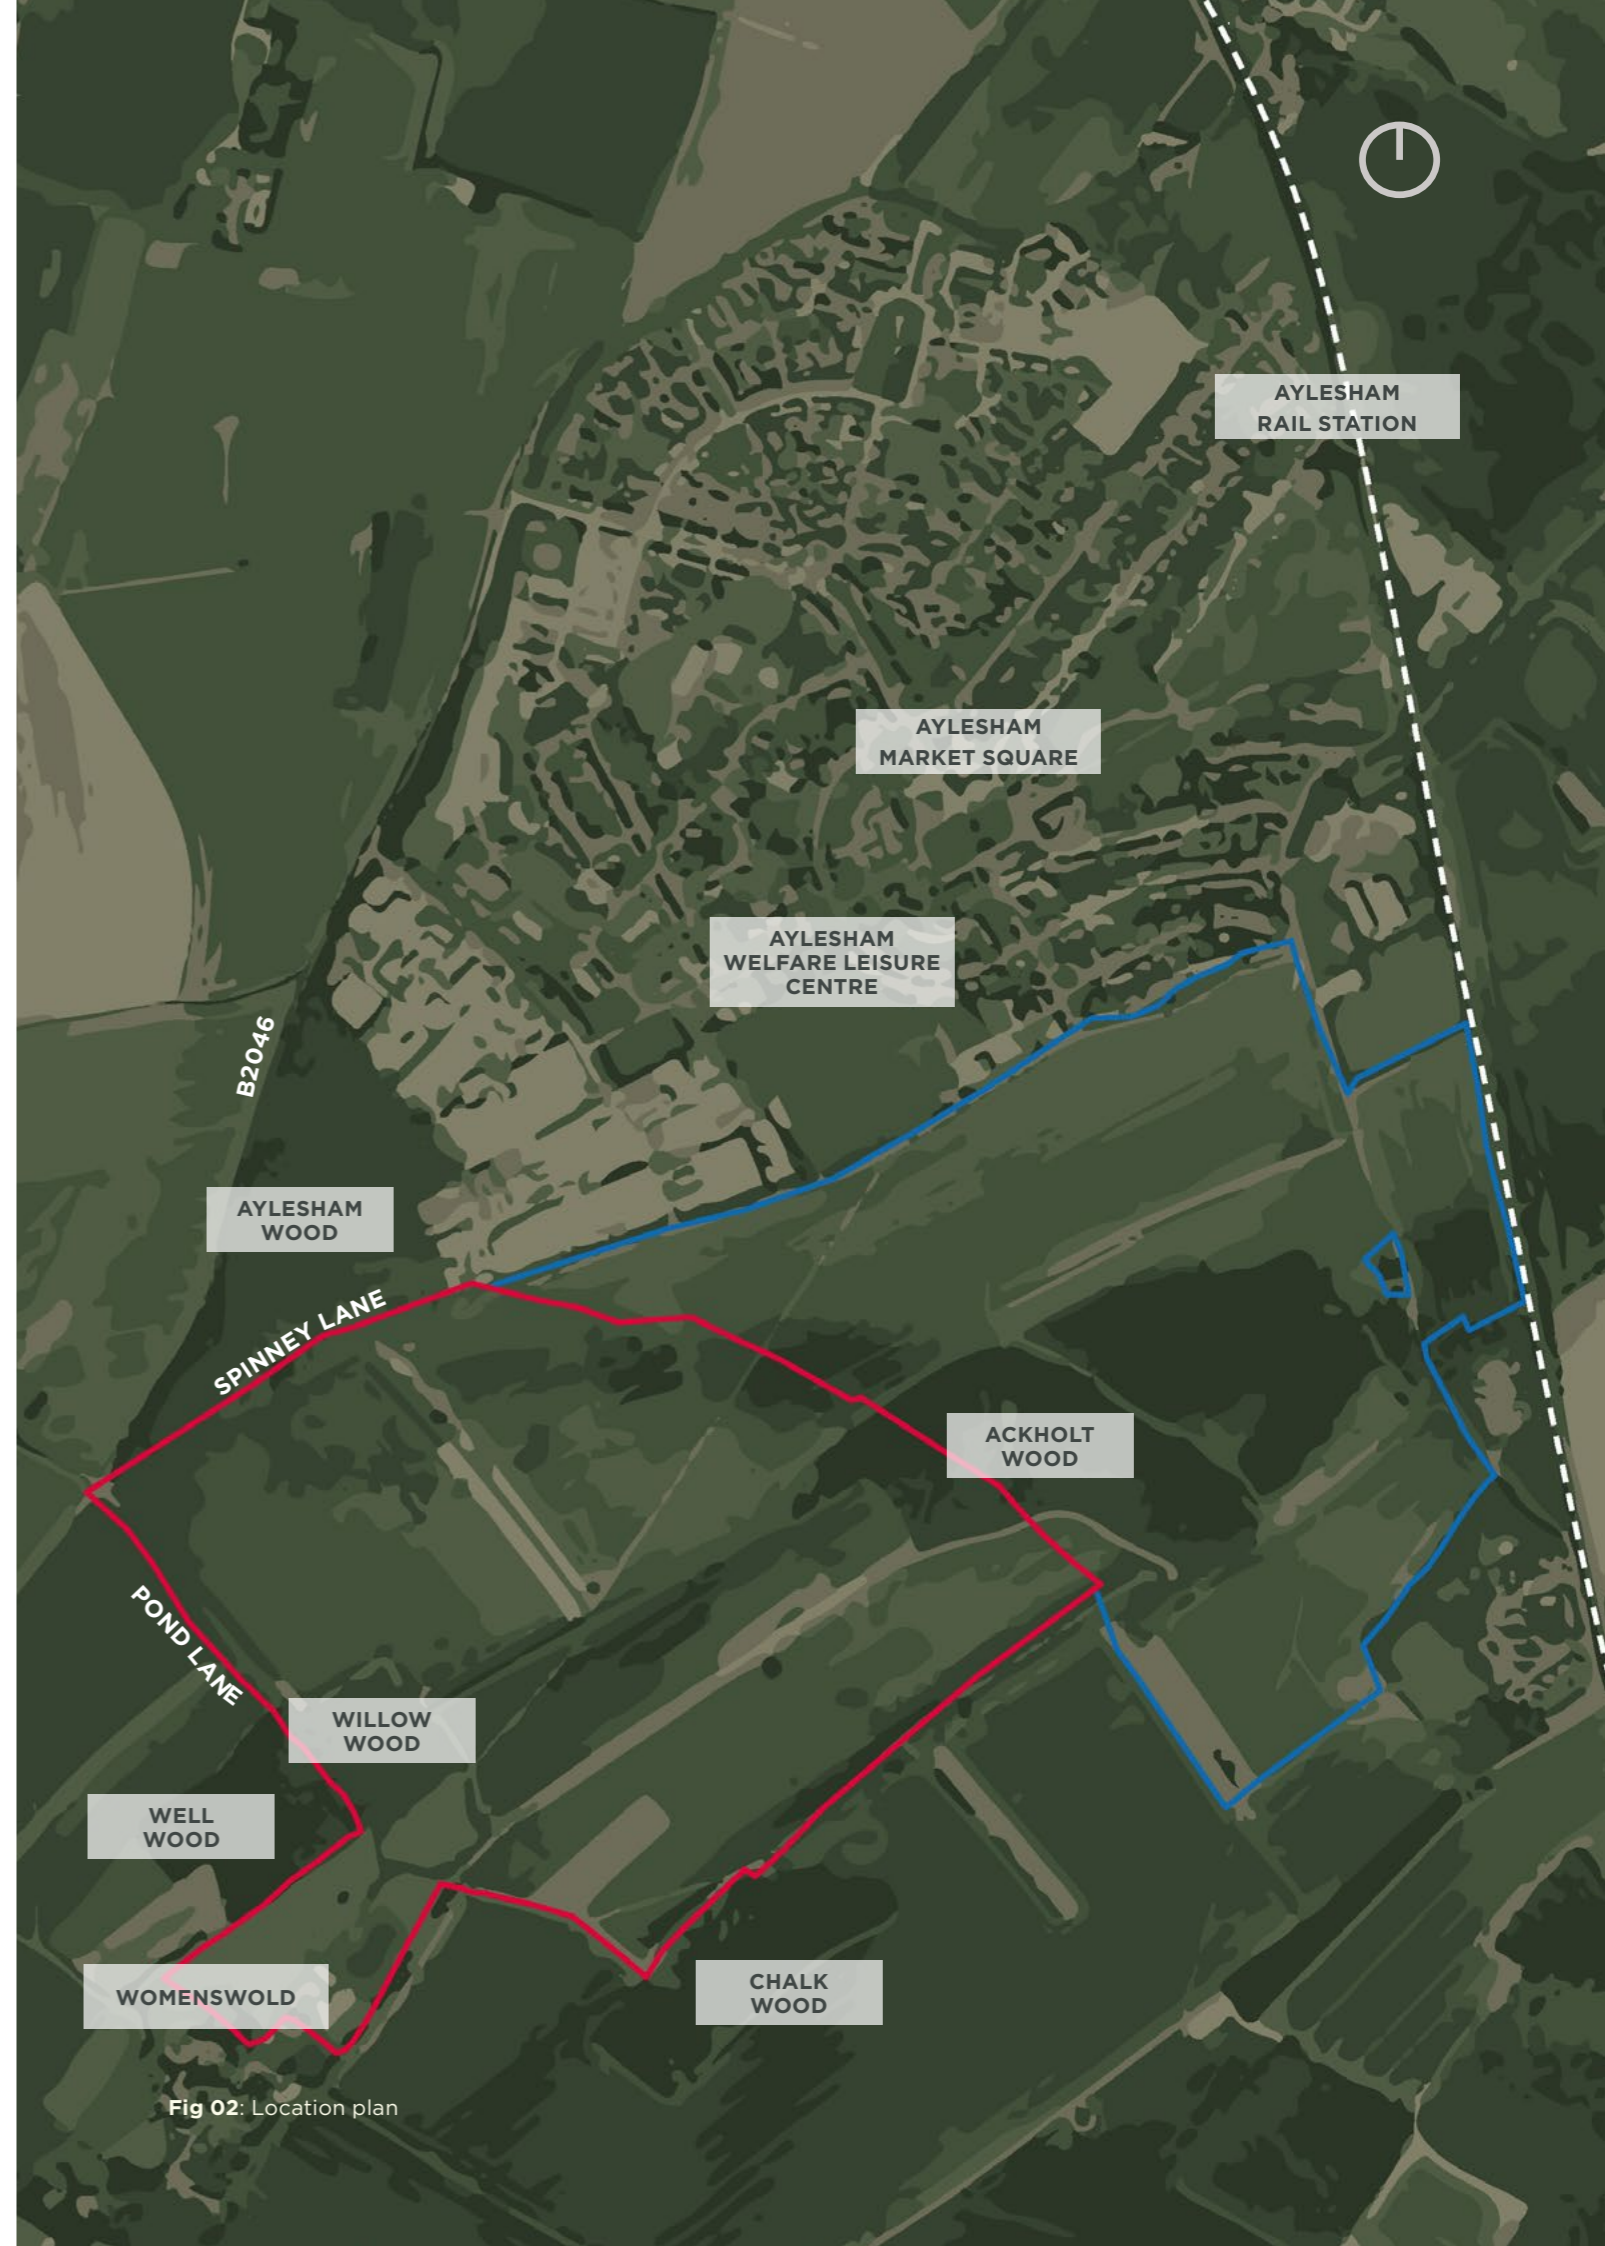 AYLESHAM
RAIL STATION
AYLESHAM
MARKET SQUARE
AYLESHAM
WELFARE LEISURE
CENTRE
B2046
AYLESHAM
WOOD
SPINNEY LANE
ACKHOLT
WOOD
POND LANE
WILLOW
WOOD
WELL
WOOD
WOMENSWOLD
CHALK
WOOD
Fig 02: Location plan